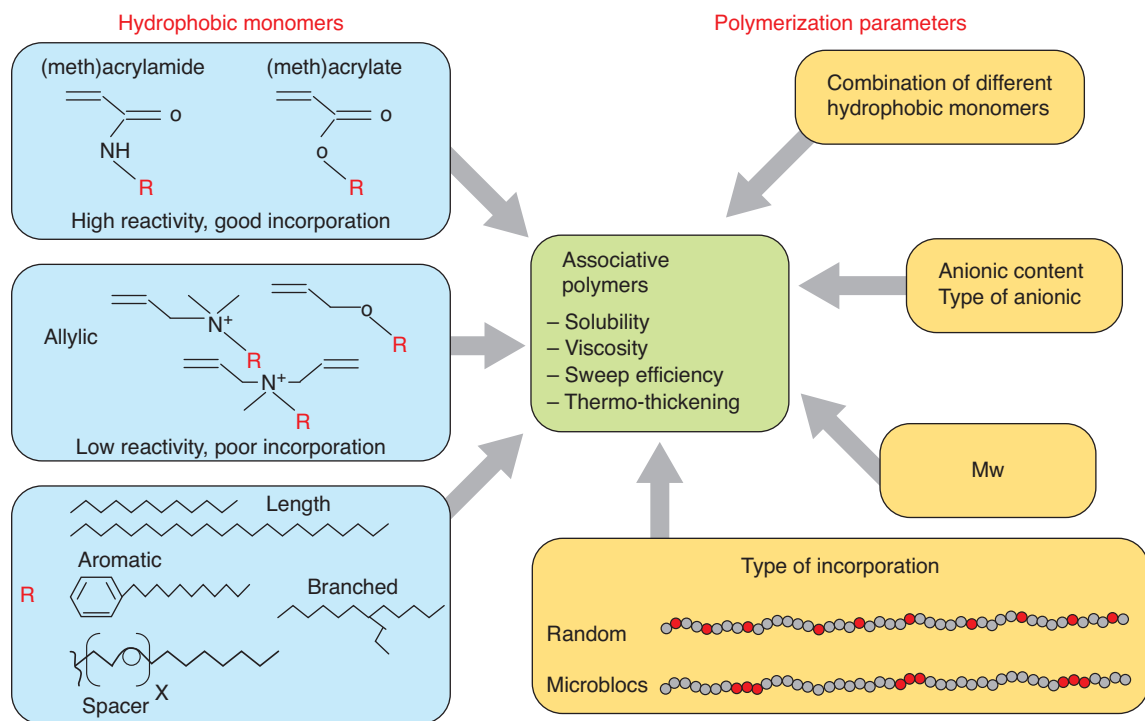 Hydrophobic monomers
Polymerization parameters
(meth)acrylamide
(meth)acrylate
o
o
NH
o
R
R
High reactivity, good incorporation
Allylic
N+
o
R
R
N+
R
Low reactivity, poor incorporation
Length
Aromatic
R
Branched
X
Spacer
Associative
polymers
– Solubility
– Viscosity
– Sweep efficiency
– Thermo-thickening
Combination of different
hydrophobic monomers
Anionic content
Type of anionic
Mw
Type of incorporation
Random
Microblocs